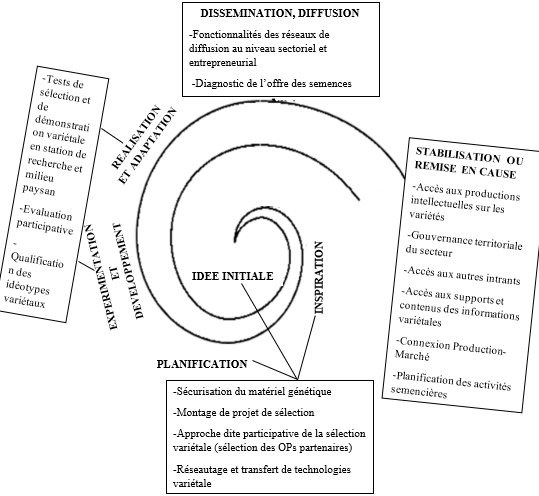 DISSEMINATION, DIFFUSION
-Fonctionnalités des réseaux de
diffusion au niveau sectoriel et
entrepreneurial
-Diagnostic de l’offre des semences
-Tests de
sélection et
de
démonstrati
on variétale
en station de
recherche et
milieu
paysan
-Evaluation
participative
-
Qualificatio
n des
idéotypes
variétaux
REALISATION
ET ADAPTATION
EXPERIMENTATION
ET
DEVELOPPEMENT
IDEE INITIALE
INSPIRATION
PLANIFICATION
-Sécurisation du matériel génétique
-Montage de projet de sélection
-Approche dite participative de la sélection
variétale (sélection des OPs partenaires)
-Réseautage et transfert de technologies
variétale
STABILISATION OU
REMISE EN CAUSE
-Accès aux productions
intellectuelles sur les
variétés
-Gouvernance territoriale
du secteur
-Accès aux autres intrants
-Accès aux supports et
contenus des informations
variétales
-Connexion Production-
Marché
-Planification des activités
semencières